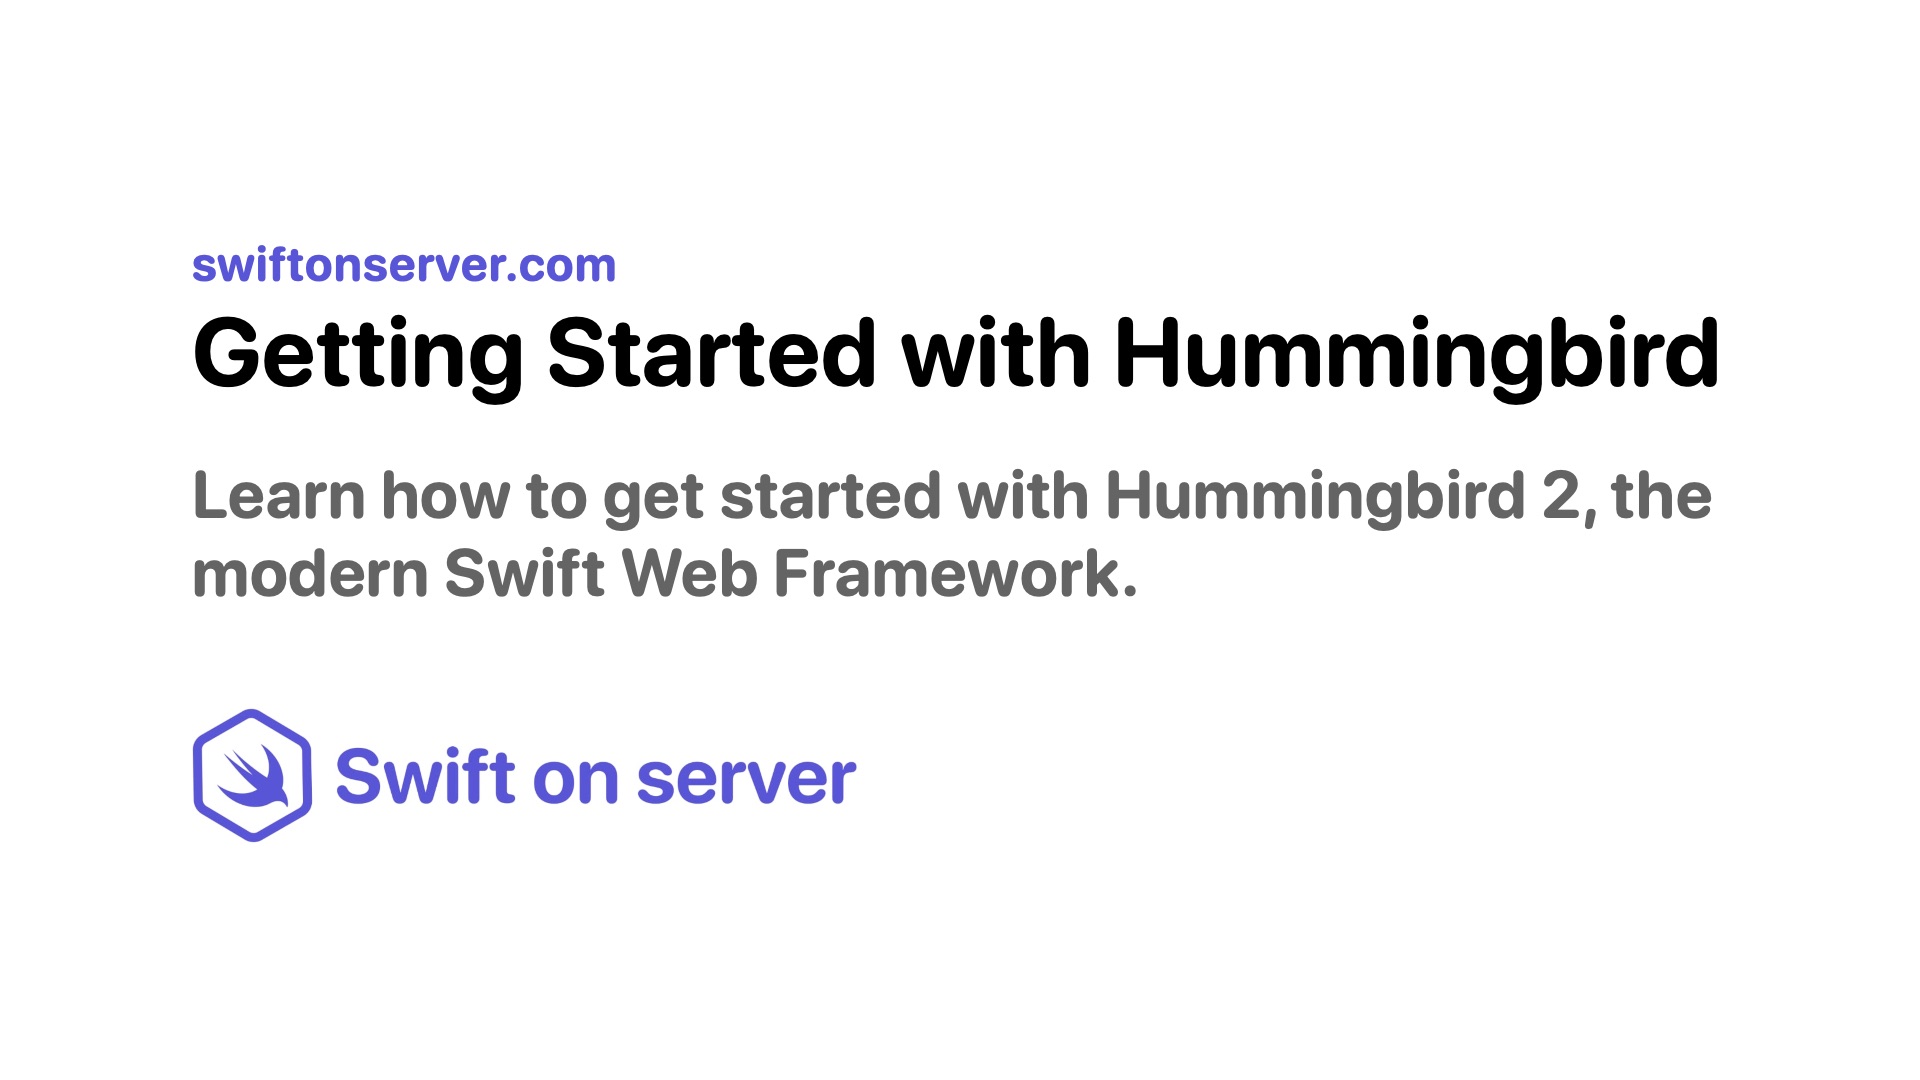 swiftonserver.com
Getting Started with Hummingbird
Learn how to get started with Hummingbird 2, the
modern Swift Web Framework.
Swift on server